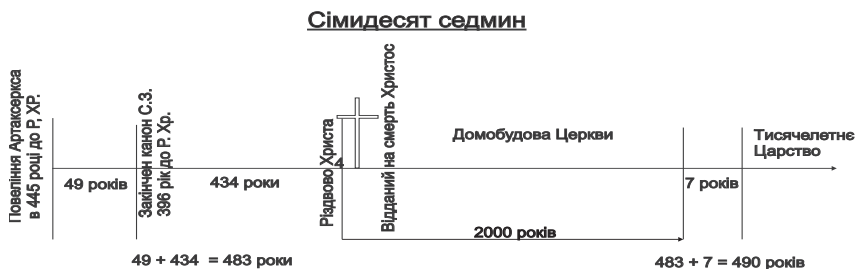 Сімидесят седмин
Повеління Артаксеркса
в 445 році до Р, ХР.
Закінчен канон С.З.
396 рік до Р. Хр.
Різдвово Христа
4
Відданий на смерть Христос
Домобудова Церкви
Тисячелетнє
Царство
49 років
434 роки
7 років
2000 років
49 + 434 = 483 роки
483 + 7 = 490 років